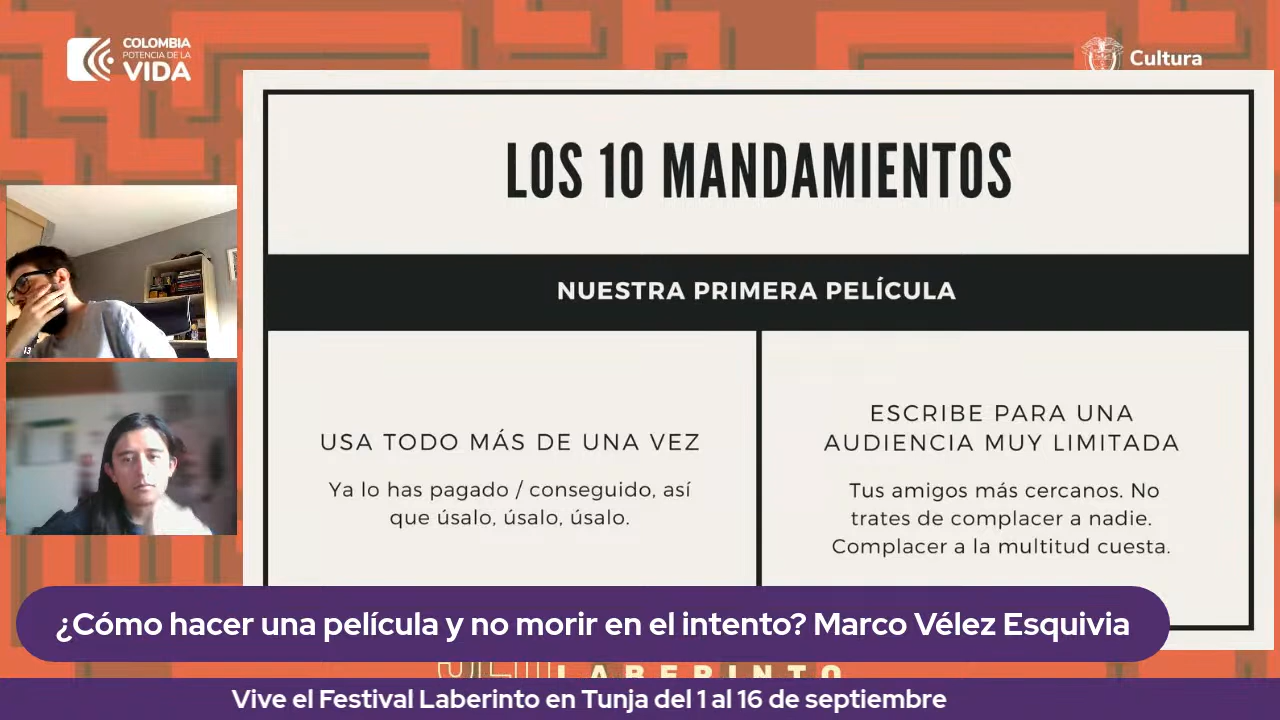 COLOMBIA
POTENCIA DE LA
VIDA
Cultura
LOS 10 MANDAMIENTOS
NUESTRA PRIMERA PELÍCULA
USA TODO MÁS DE UNA VEZ
Ya lo has pagado / conseguido, así
que úsalo, úsalo, úsalo.
ESCRIBE PARA UNA
AUDIENCIA MUY LIMITADA
Tus amigos más cercanos. No
trates de complacer a nadie.
Complacer a la multitud cuesta.
¿Cómo hacer una película y no morir en el intento? Marco Vélez Esquivia
LABERINTO
Vive el Festival Laberinto en Tunja del 1 al 16 de septiembre